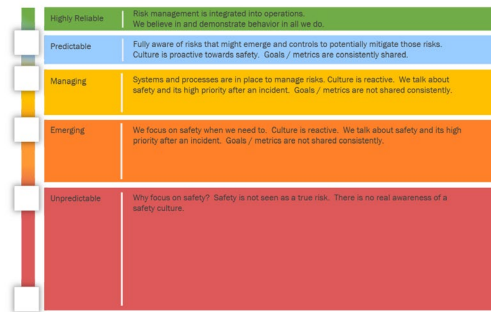 Highly Reliable
Risk management is integrated into operations.
We believe in and demonstrate behavior in all we do.
Predictable
Fully aware of risks that might emerge and controls to potentially mitigate those risks.
Culture is proactive towards safety. Goals / metrics are consistently shared.
Managing
Systems and processes are in place to manage risks. Culture is reactive. We talk about
safety and its high priority after an incident. Goals / metrics are not shared consistently.
Emerging
We focus on safety when we need to. Culture is reactive. We talk about safety and its high
priority after an incident. Goals / metrics are not shared consistently.
Unpredictable
Why focus on safety? Safety is not seen as a true risk. There is no real awareness of a
safety culture.